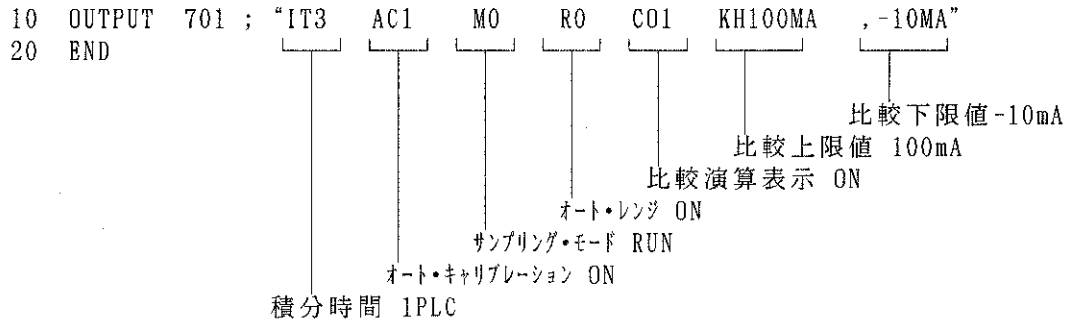 10 OUTPUT 701 ; “IT3 AC1 M0 R0 CO1 KH100MA ,-10MA”
20 END
比較下限値-10mA
比較上限値 100mA
比較演算表示 ON
オート・レンジ ON
サンプリング・モード RUN
オート・キャリブレーション ON
積分時間 1PLC